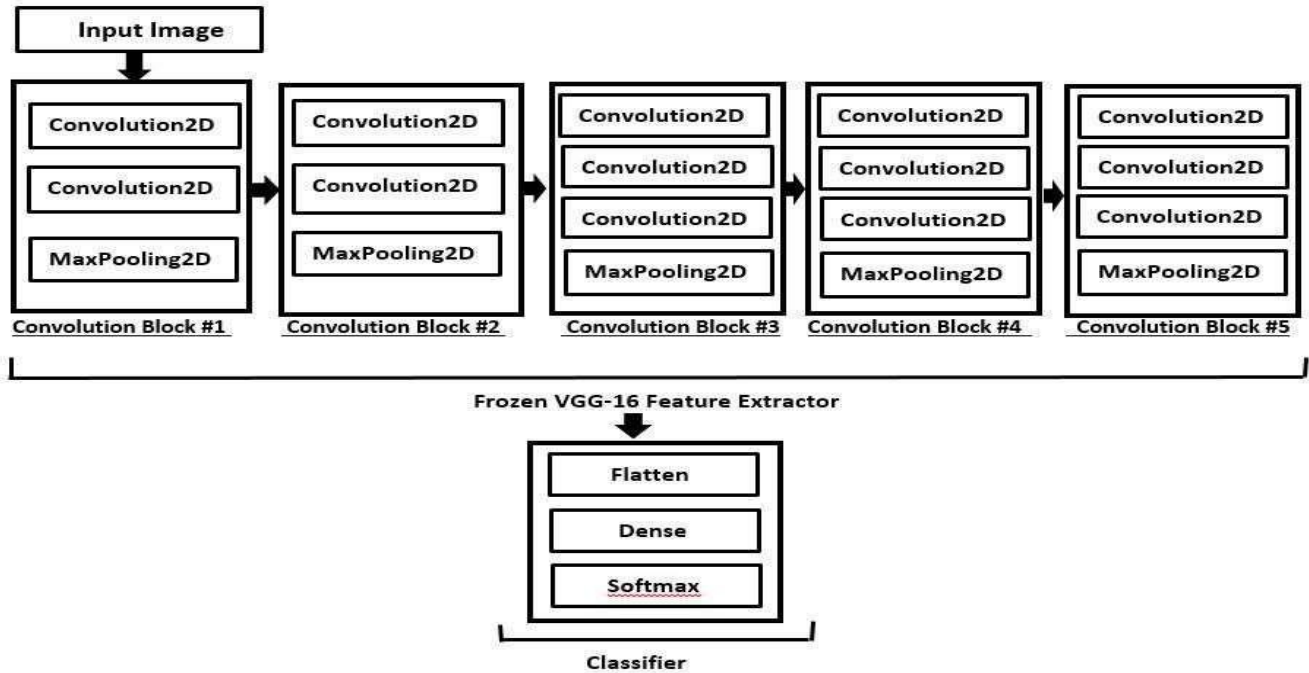 Input Image
Convolution2D
Convolution2D
MaxPooling2D
Convolution Block #1
Convolution2D
Convolution2D
MaxPooling2D
Convolution Block #2
Convolution2D
Convolution2D
Convolution2D
MaxPooling2D
Convolution Block #3
Convolution2D
Convolution2D
Convolution2D
MaxPooling2D
Convolution Block #4
Convolution2D
Convolution2D
Convolution2D
MaxPooling2D
Convolution Block #5
Frozen VGG-16 Feature Extractor
Flatten
Dense
Softmax
Classifier